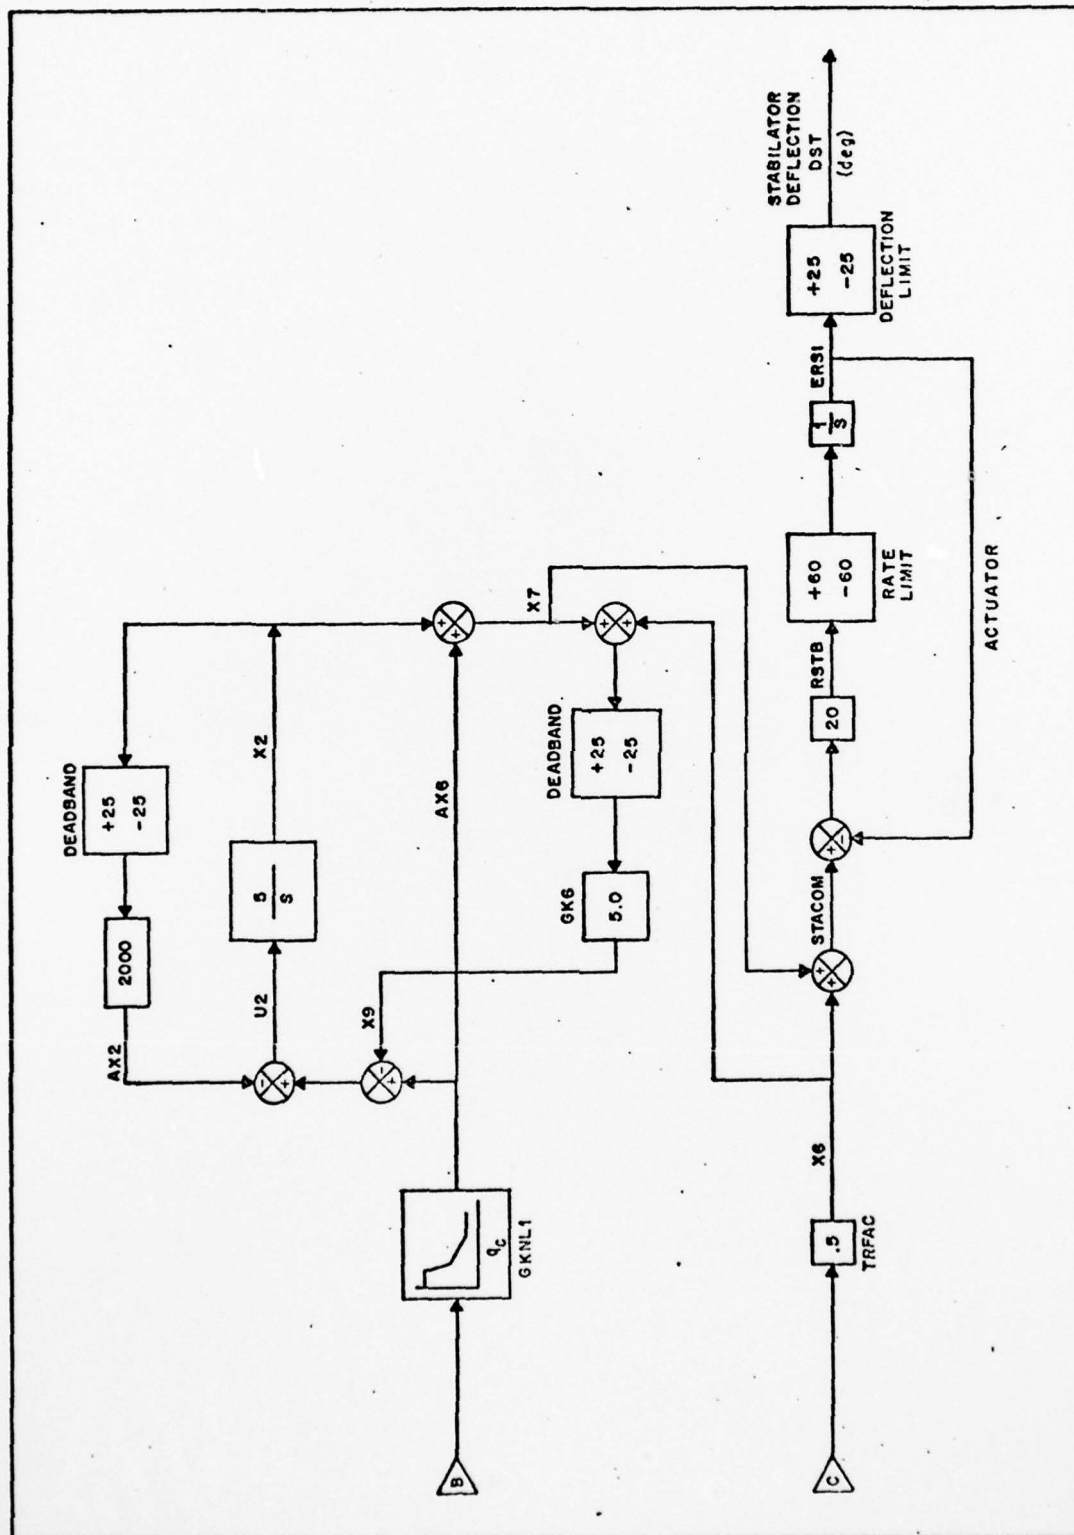 DEADBAND
+25
-25
2000
AX2
X2
5
S
U2
-
+
X9
-
+
AX6
+
+
X7
+
+
DEADBAND
+25
-25
GK6
5.0
B
qc
GKNL1
C
.5
TRFAC
X6
+
+
STACOM
+
-
20
RSTB
+60
-60
RATE
LIMIT
1
S
ERS1
+25
-25
DEFLECTION
LIMIT
STABILATOR
DEFLECTION
DST
(deg)
ACTUATOR